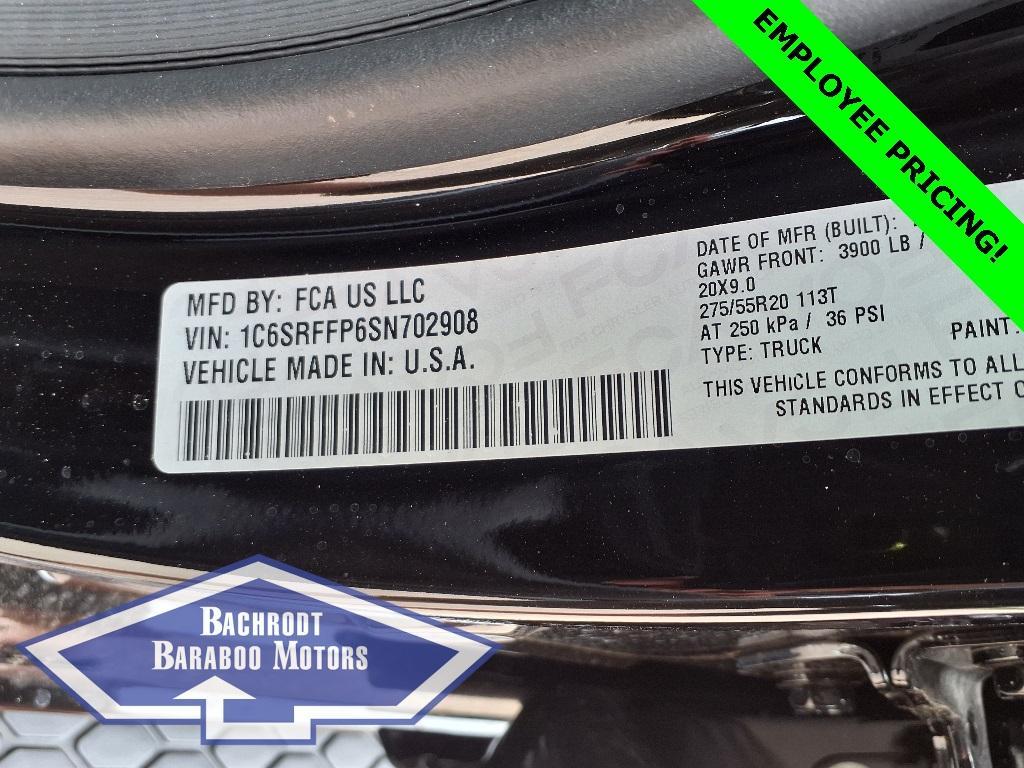 EMPLOYEE PRICING!
MFD BY: FCA US LLC
VIN: 1C6SRFFP6SN702908
VEHICLE MADE IN: U.S.A.
DATE OF MFR (BUILT):
GAWR FRONT: 3900 LB /
20X9.0
275/55R20 113T
AT 250 kPa / 36 PSI
TYPE: TRUCK
PAINT:
THIS VEHICLE CONFORMS TO ALL
STANDARDS IN EFFECT
BACHRODT
BARABOO MOTORS